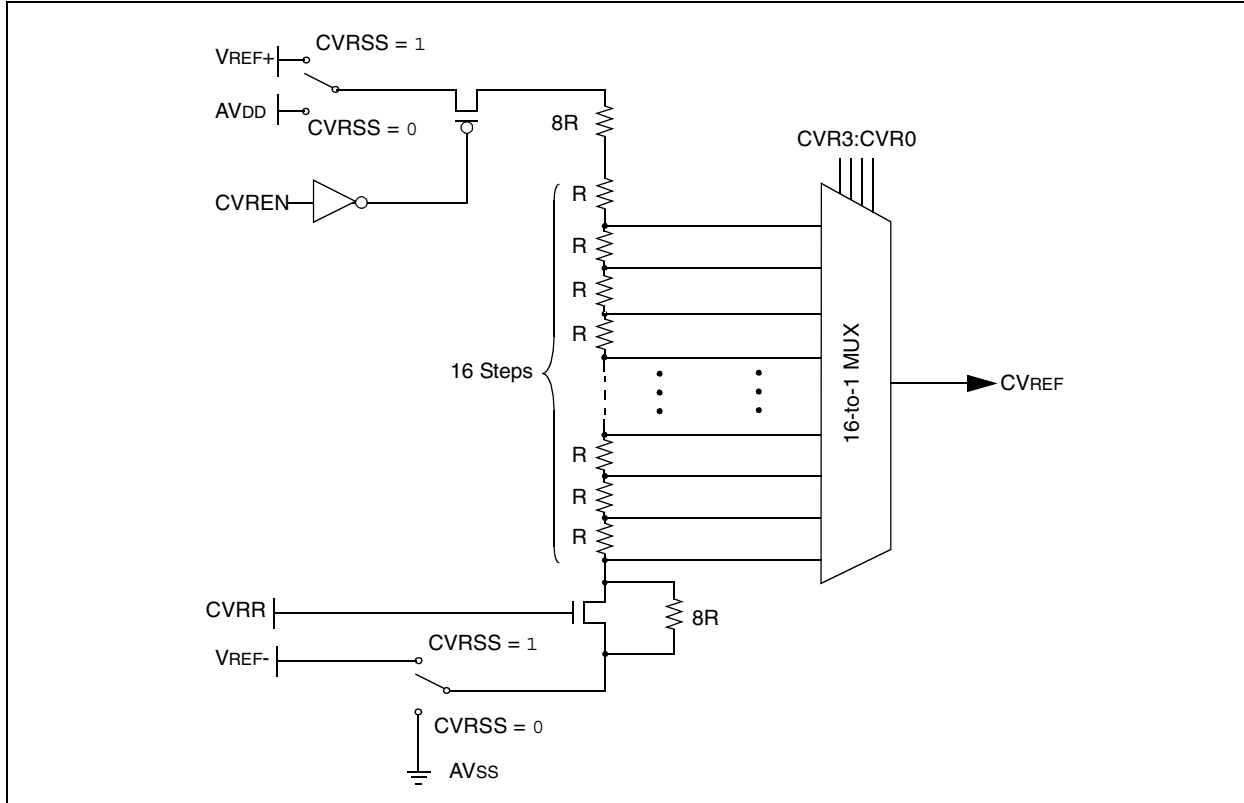 CVRSS = 1
VREF+
AVDD
CVRSS = 0
8R
CVR3:CVR0
CVREN
R
R
R
R
16 Steps
16-to-1 MUX
CVREF
R
R
R
CVRR
8R
CVRSS = 1
VREF-
CVRSS = 0
AVSS